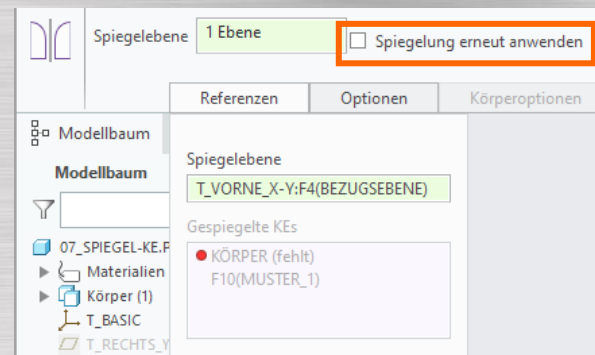 Spiegelebene
1 Ebene
Spiegelung erneut anwenden
Referenzen
Optionen
Körperoptionen
Modellbaum
Modellbaum
Spiegelebene
T_VORNE_X-Y:F4(BEZUGSEBENE)
Gespiegelte KEs
KÖRPER (fehlt)
F10(MUSTER_1)
07_SPIEGEL-KE.P
Materialien
Körper (1)
T_BASIC
T_RECHTS_Y